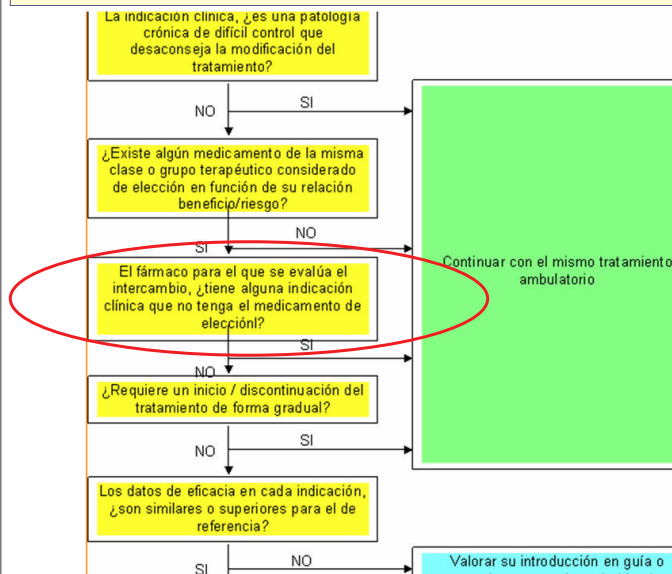 La indicación clínica, ¿es una patología
crónica de difícil control que
desaconseja la modificación del
tratamiento?
NO
SI
¿Existe algún medicamento de la misma
clase o grupo terapéutico considerado
de elección en función de su relación
beneficio/riesgo?
NO
SI
Continuar con el mismo tratamiento
ambulatorio
El fármaco para el que se evalúa el
intercambio, ¿tiene alguna indicación
clínica que no tenga el medicamento de
elecciónl?
SI
NO
¿Requiere un inicio / discontinuación del
tratamiento de forma gradual?
SI
NO
Los datos de eficacia en cada indicación,
¿son similares o superiores para el de
referencia?
NO
SI
Valorar su introducción en guía o